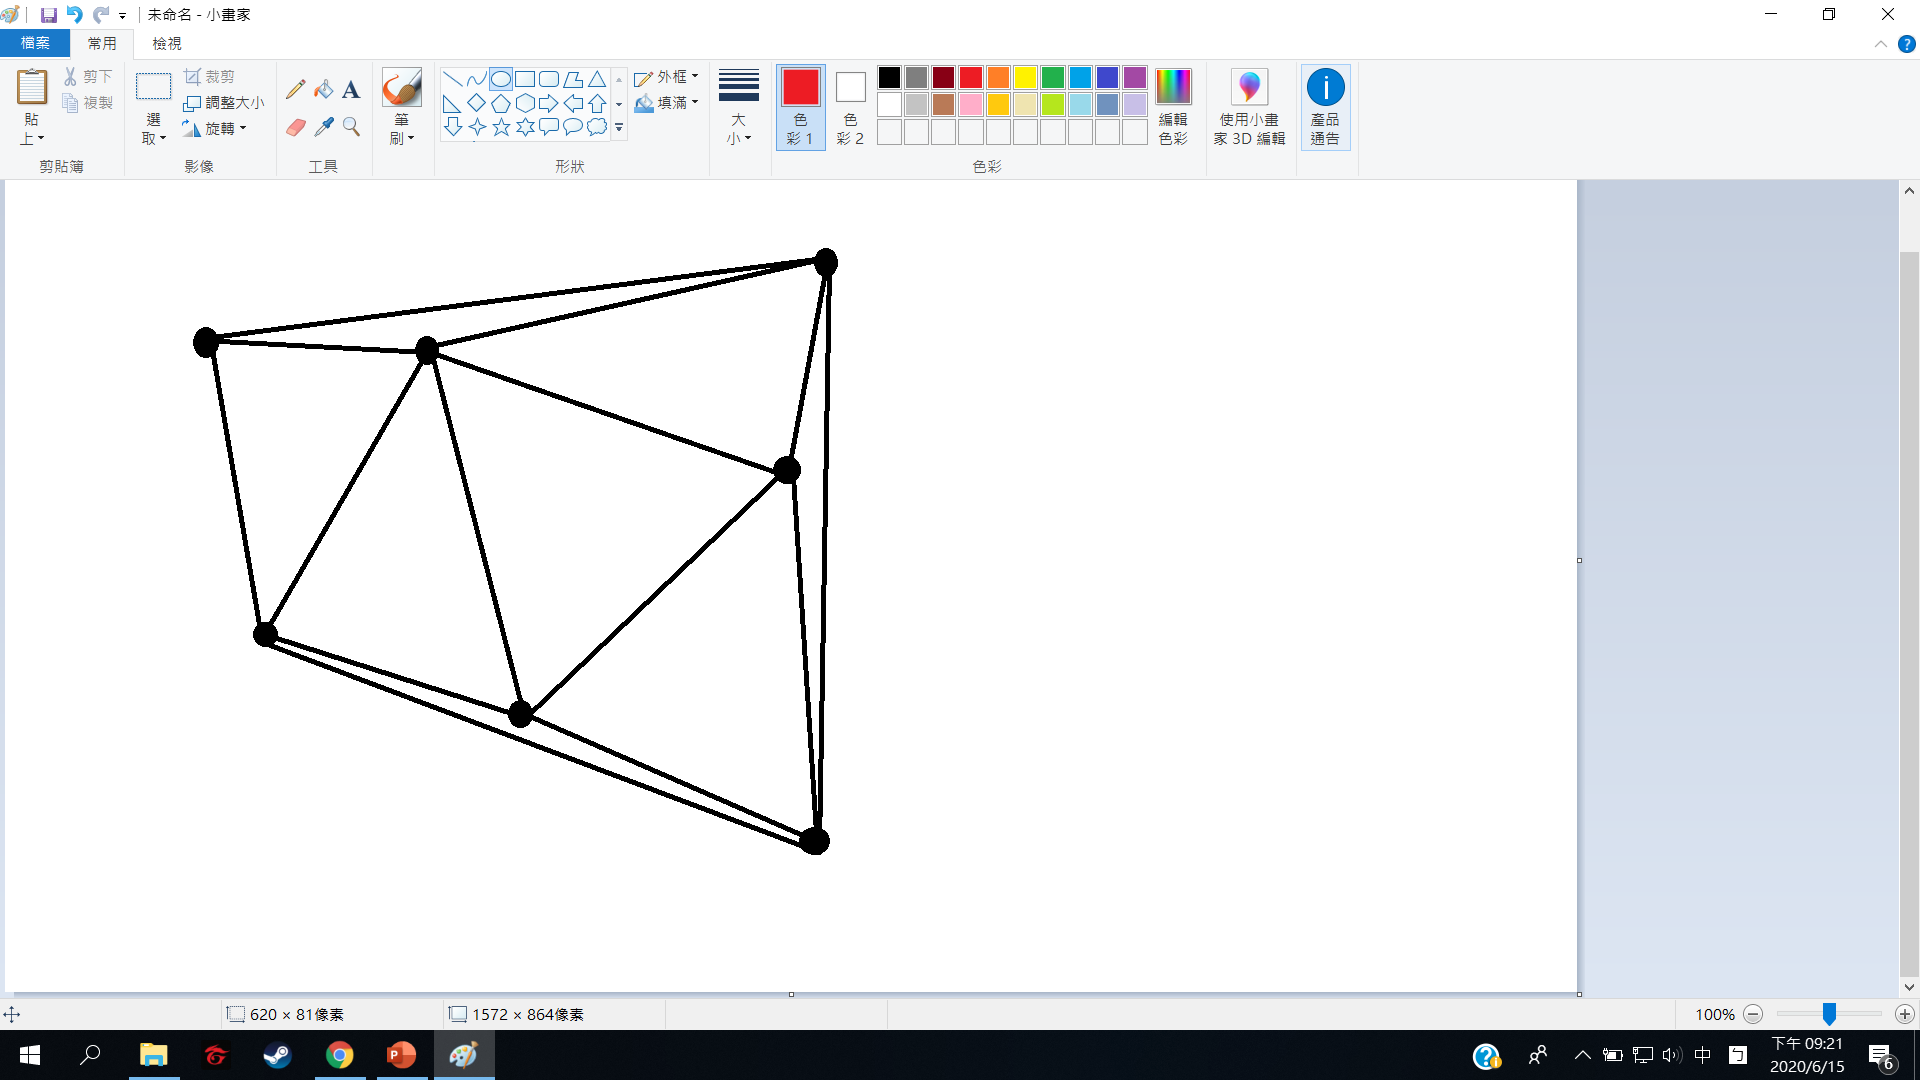 未命名 - 小畫家
檔案 常用 檢視
貼上
剪下
複製
剪貼簿
選取
裁剪
調整大小
旋轉
影像
A
工具
筆刷
外框
填滿
形狀
大小
色彩 1
色彩 2
編輯色彩
色彩
使用小畫家 3D 編輯
產品通告
620 × 81像素
1572 × 864像素
100%
中
下午 09:21
2020/6/15
6